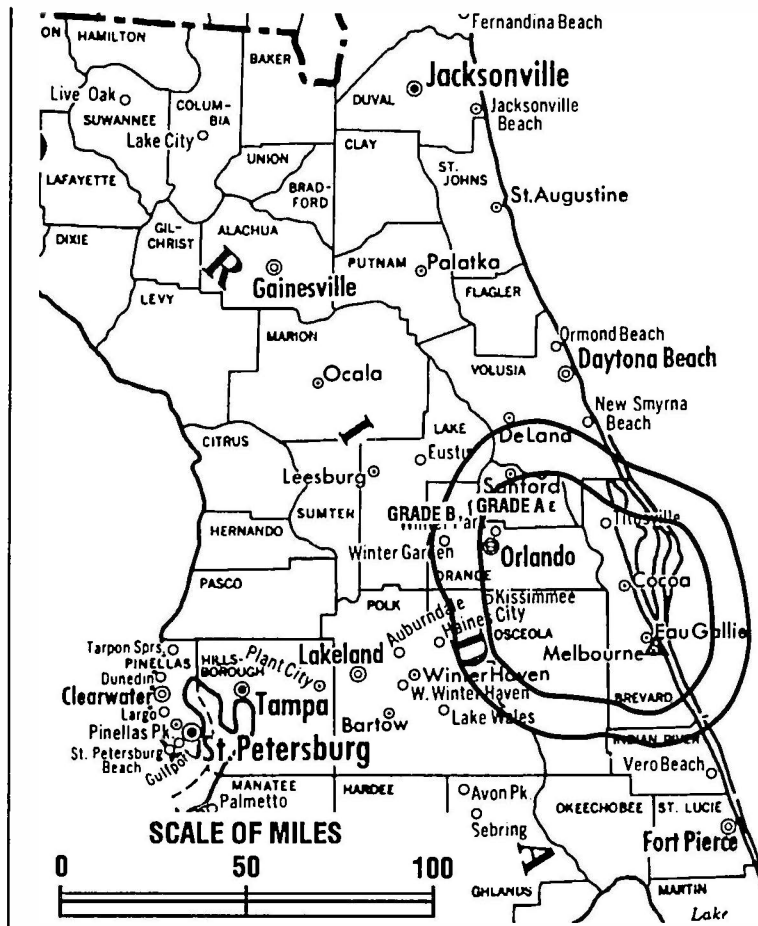 Fernandina Beach
ON
HAMILTON
BAKER
Jacksonville
DUVAL
Live Oak
SUWANNEE
COLUM-
BIA
Lake City
Jacksonville
Beach
LAFAYETTE
UNION
CLAY
BRAD-
FORD
ST.
JOHNS
St. Augustine
DIXIE
GIL-
CHRIST
ALACHUA
R
Gainesville
PUTNAM
Palatka
FLAGLER
LEVY
MARION
Ormond Beach
Daytona Beach
VOLUSIA
Ocala
I
LAKE
New Smyrna
Beach
DeLand
CITRUS
Leesburg
Sanford
SUMTER
GRADE B
GRADE A
Titusville
HERNANDO
Winter Garden
Orlando
ORANGE
PASCO
POLK
Kissimmee
Cocoa
Auburndale
Haines City
OSCEOLA
Eau Gallie
Tarpon Sprs.
PINELLAS
HILLS-
BOROUGH
Plant City
Lakeland
D
Melbourne
Dunedin
Clearwater
Tampa
Winter Haven
W. Winter Haven
BREVARD
Largo
Bartow
Lake Wales
Pinellas Pk.
St. Petersburg
INDIAN RIVER
St. Petersburg
Beach
Gulfport
Vero Beach
MANATEE
Palmetto
HARDEE
Avon Pk.
OKEECHOBEE
ST. LUCIE
Sebring
Fort Pierce
SCALE OF MILES
0 50 100
A
GHLANDS
MARTIN
Lake